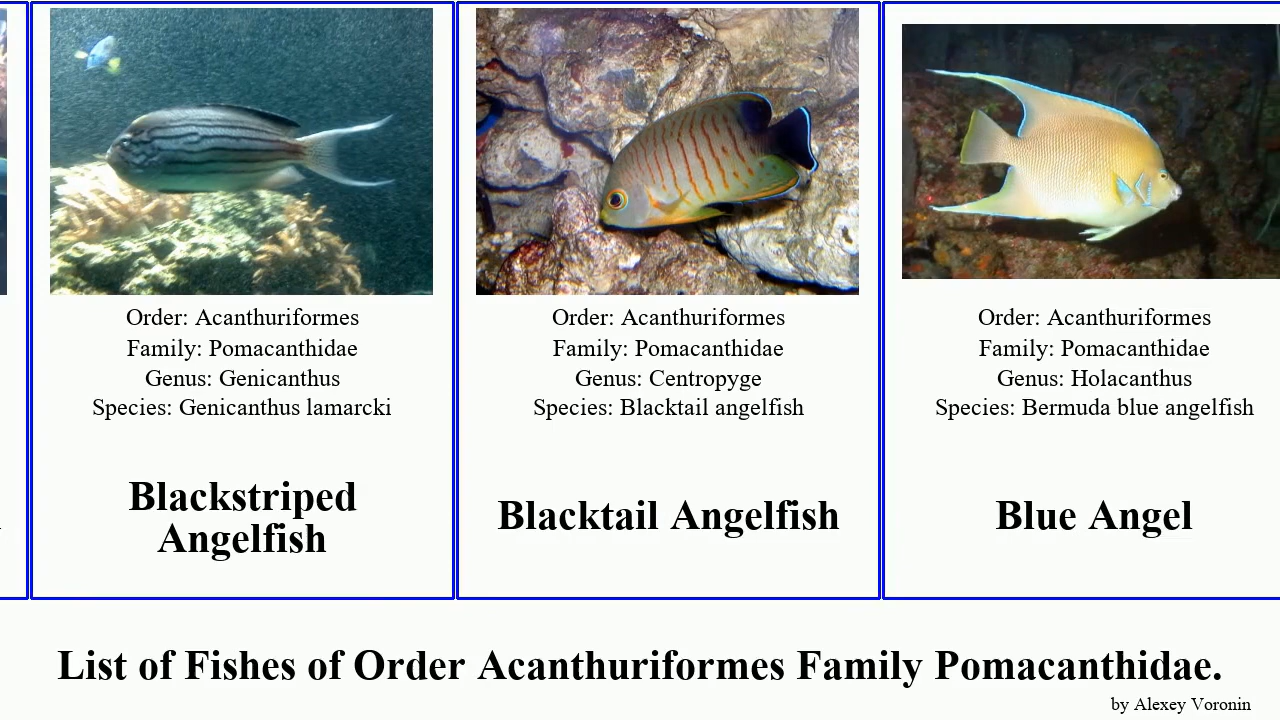 Order: Acanthuriformes
Family: Pomacanthidae
Genus: Genicanthus
Species: Genicanthus lamarcki
Blackstriped
Angelfish
Order: Acanthuriformes
Family: Pomacanthidae
Genus: Centropyge
Species: Blacktail angelfish
Blacktail Angelfish
Order: Acanthuriformes
Family: Pomacanthidae
Genus: Holacanthus
Species: Bermuda blue angelfish
Blue Angel
List of Fishes of Order Acanthuriformes Family Pomacanthidae.
by Alexey Voronin